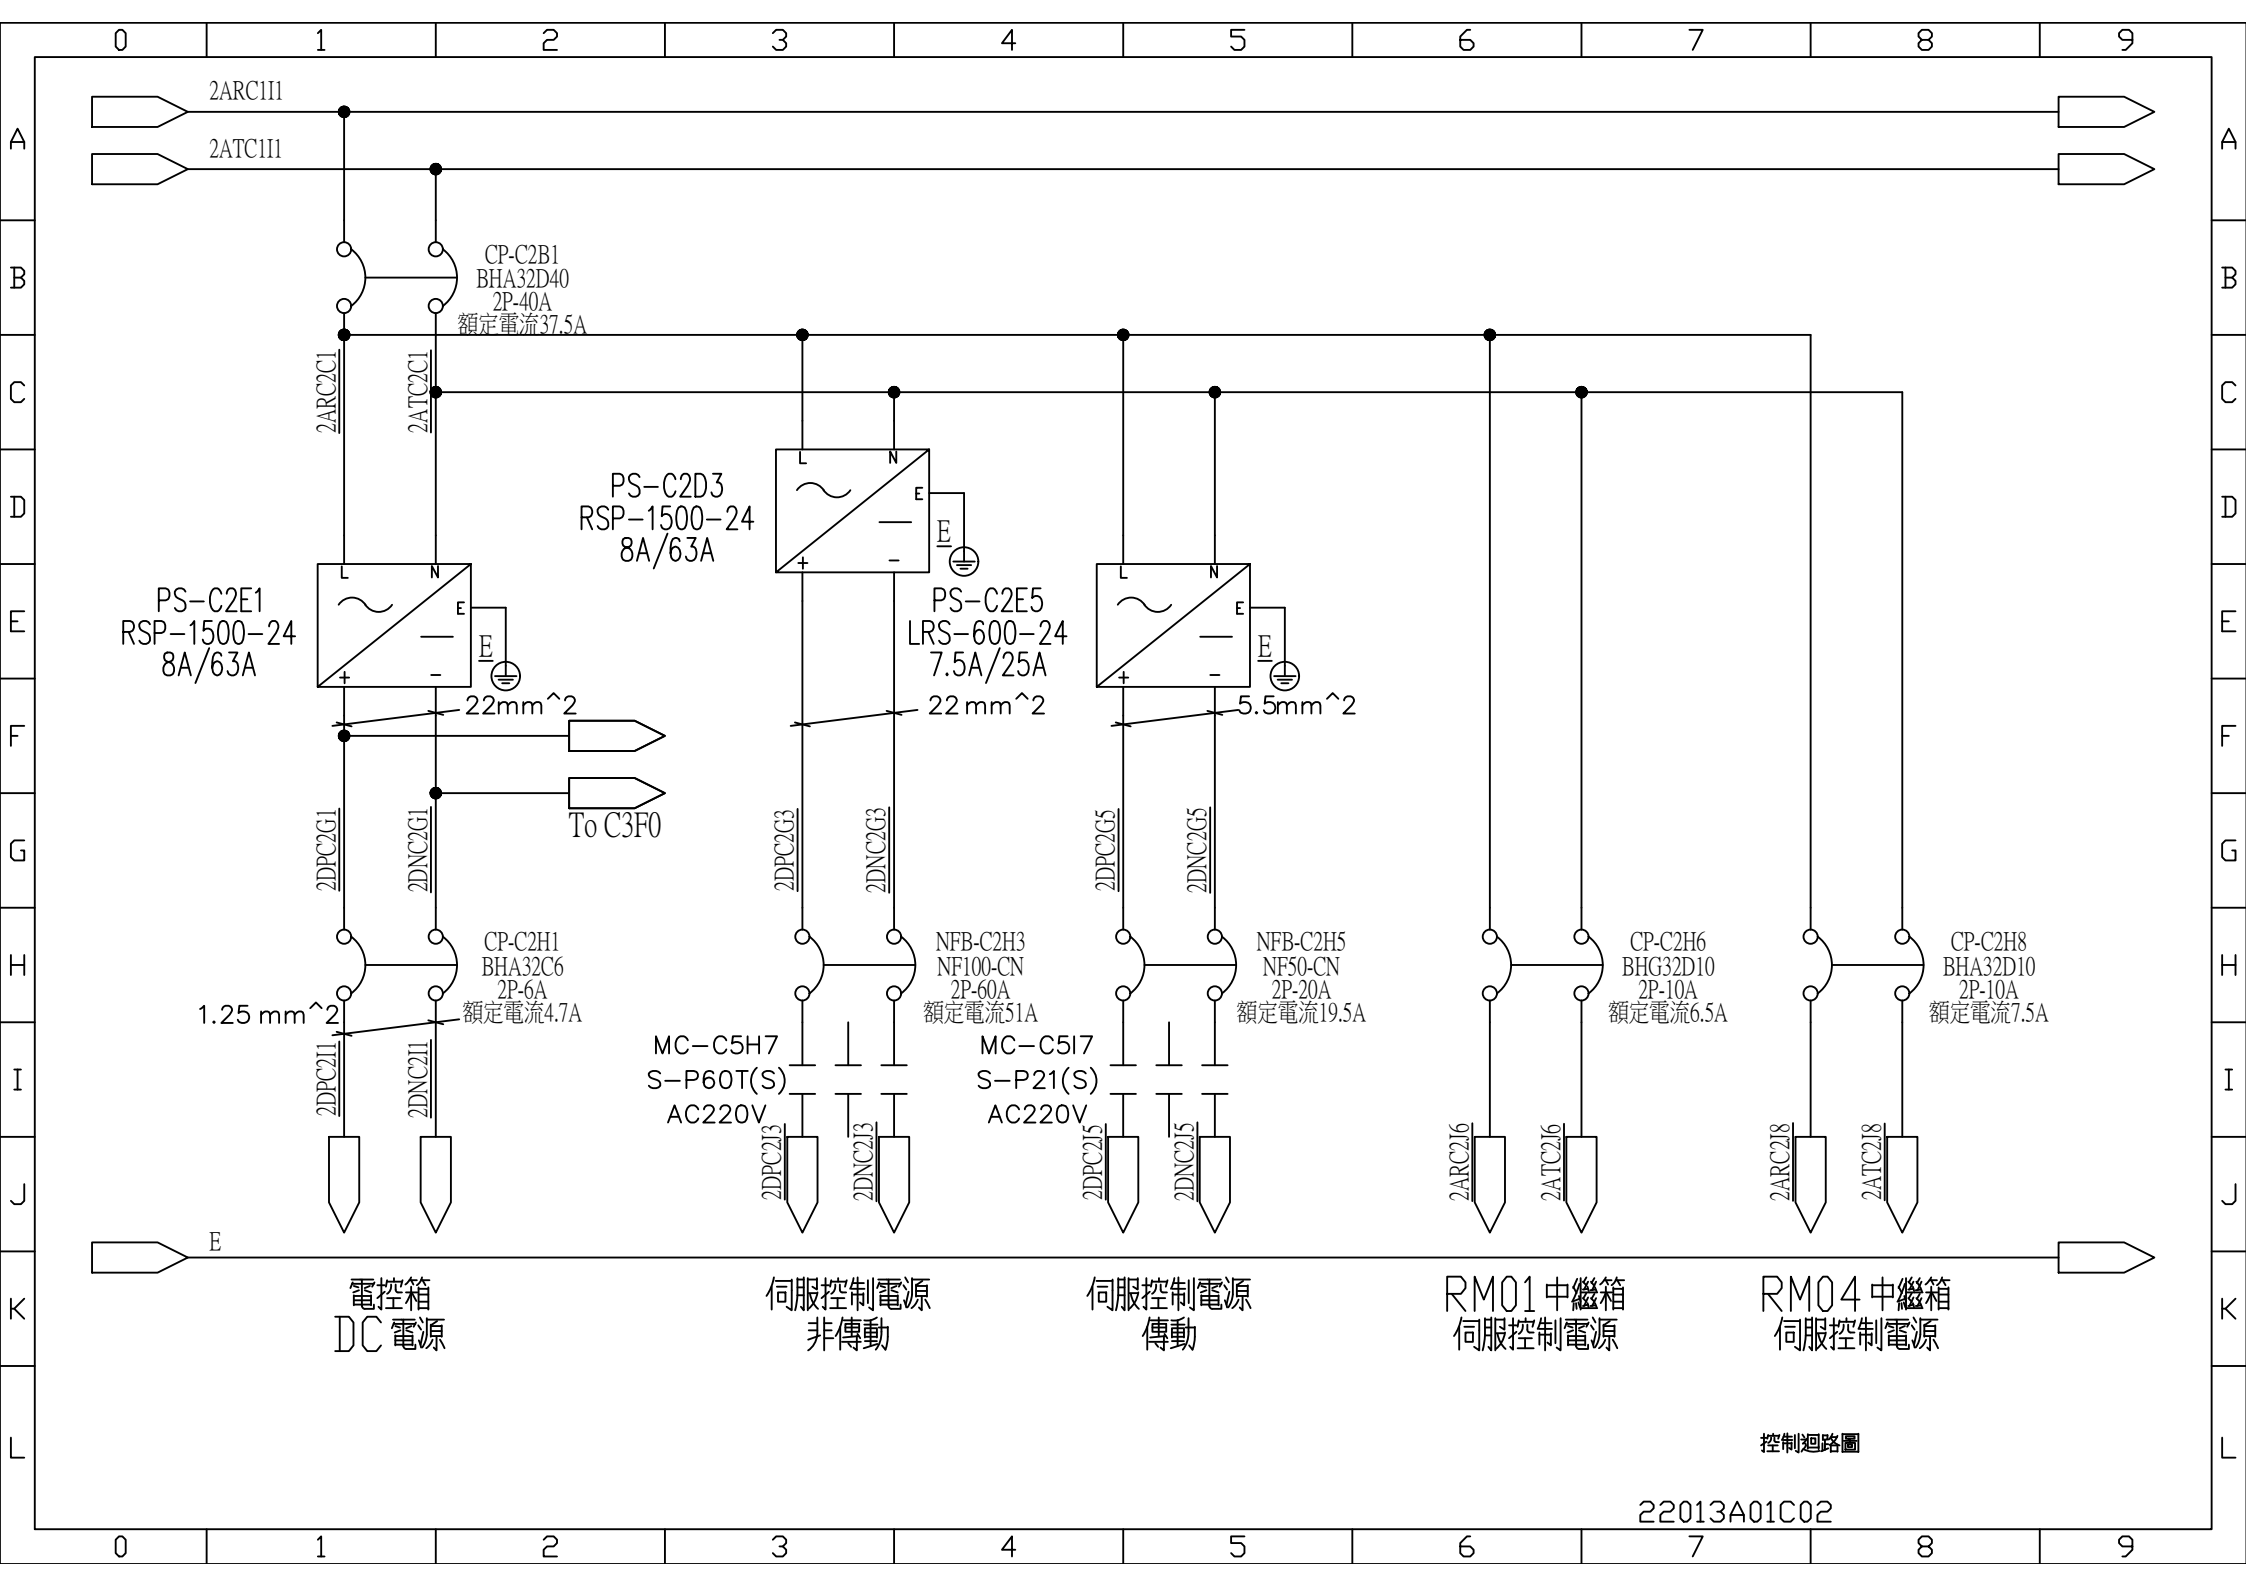 0 1 2 3 4 5 6 7 8 9
2ARC1I1
A A
2ATC1I1
CP-C2B1
B BHA32D40 B
2P-40A
額定電流37.5A
2ARC2C1
2ATC2C1
C C
L N
PS-C2D3
RSP-1500-24
8A/63A
E
E
+ −
D D
L N
PS-C2E1
RSP-1500-24
8A/63A
E
E
+ −
L N
PS-C2E5
LRS-600-24
7.5A/25A
E
E
+ −
E E
22mm^2
22 mm^2
5.5mm^2
F F
To C3F0
2DPC2G1
2DNC2G1
2DPC2G3
2DNC2G3
2DPC2G5
2DNC2G5
G G
CP-C2H1
BHA32C6
2P-6A
額定電流4.7A
NFB-C2H3
NF100-CN
2P-60A
額定電流51A
NFB-C2H5
NF50-CN
2P-20A
額定電流19.5A
CP-C2H6
BHG32D10
2P-10A
額定電流6.5A
CP-C2H8
BHA32D10
2P-10A
額定電流7.5A
H H
1.25 mm^2
2DPC2I1
2DNC2I1
MC-C5H7
S-P60T(S)
AC220V
MC-C5I7
S-P21(S)
AC220V
I I
2DPC2J3
2DNC2J3
2DPC2J5
2DNC2J5
2ARC2J6
2ATC2J6
2ARC2J8
2ATC2J8
J J
E
電控箱
DC 電源
伺服控制電源
非傳動
伺服控制電源
傳動
RM01 中繼箱
伺服控制電源
RM04 中繼箱
伺服控制電源
K K
控制迴路圖
L L
22013A01C02
0 1 2 3 4 5 6 7 8 9